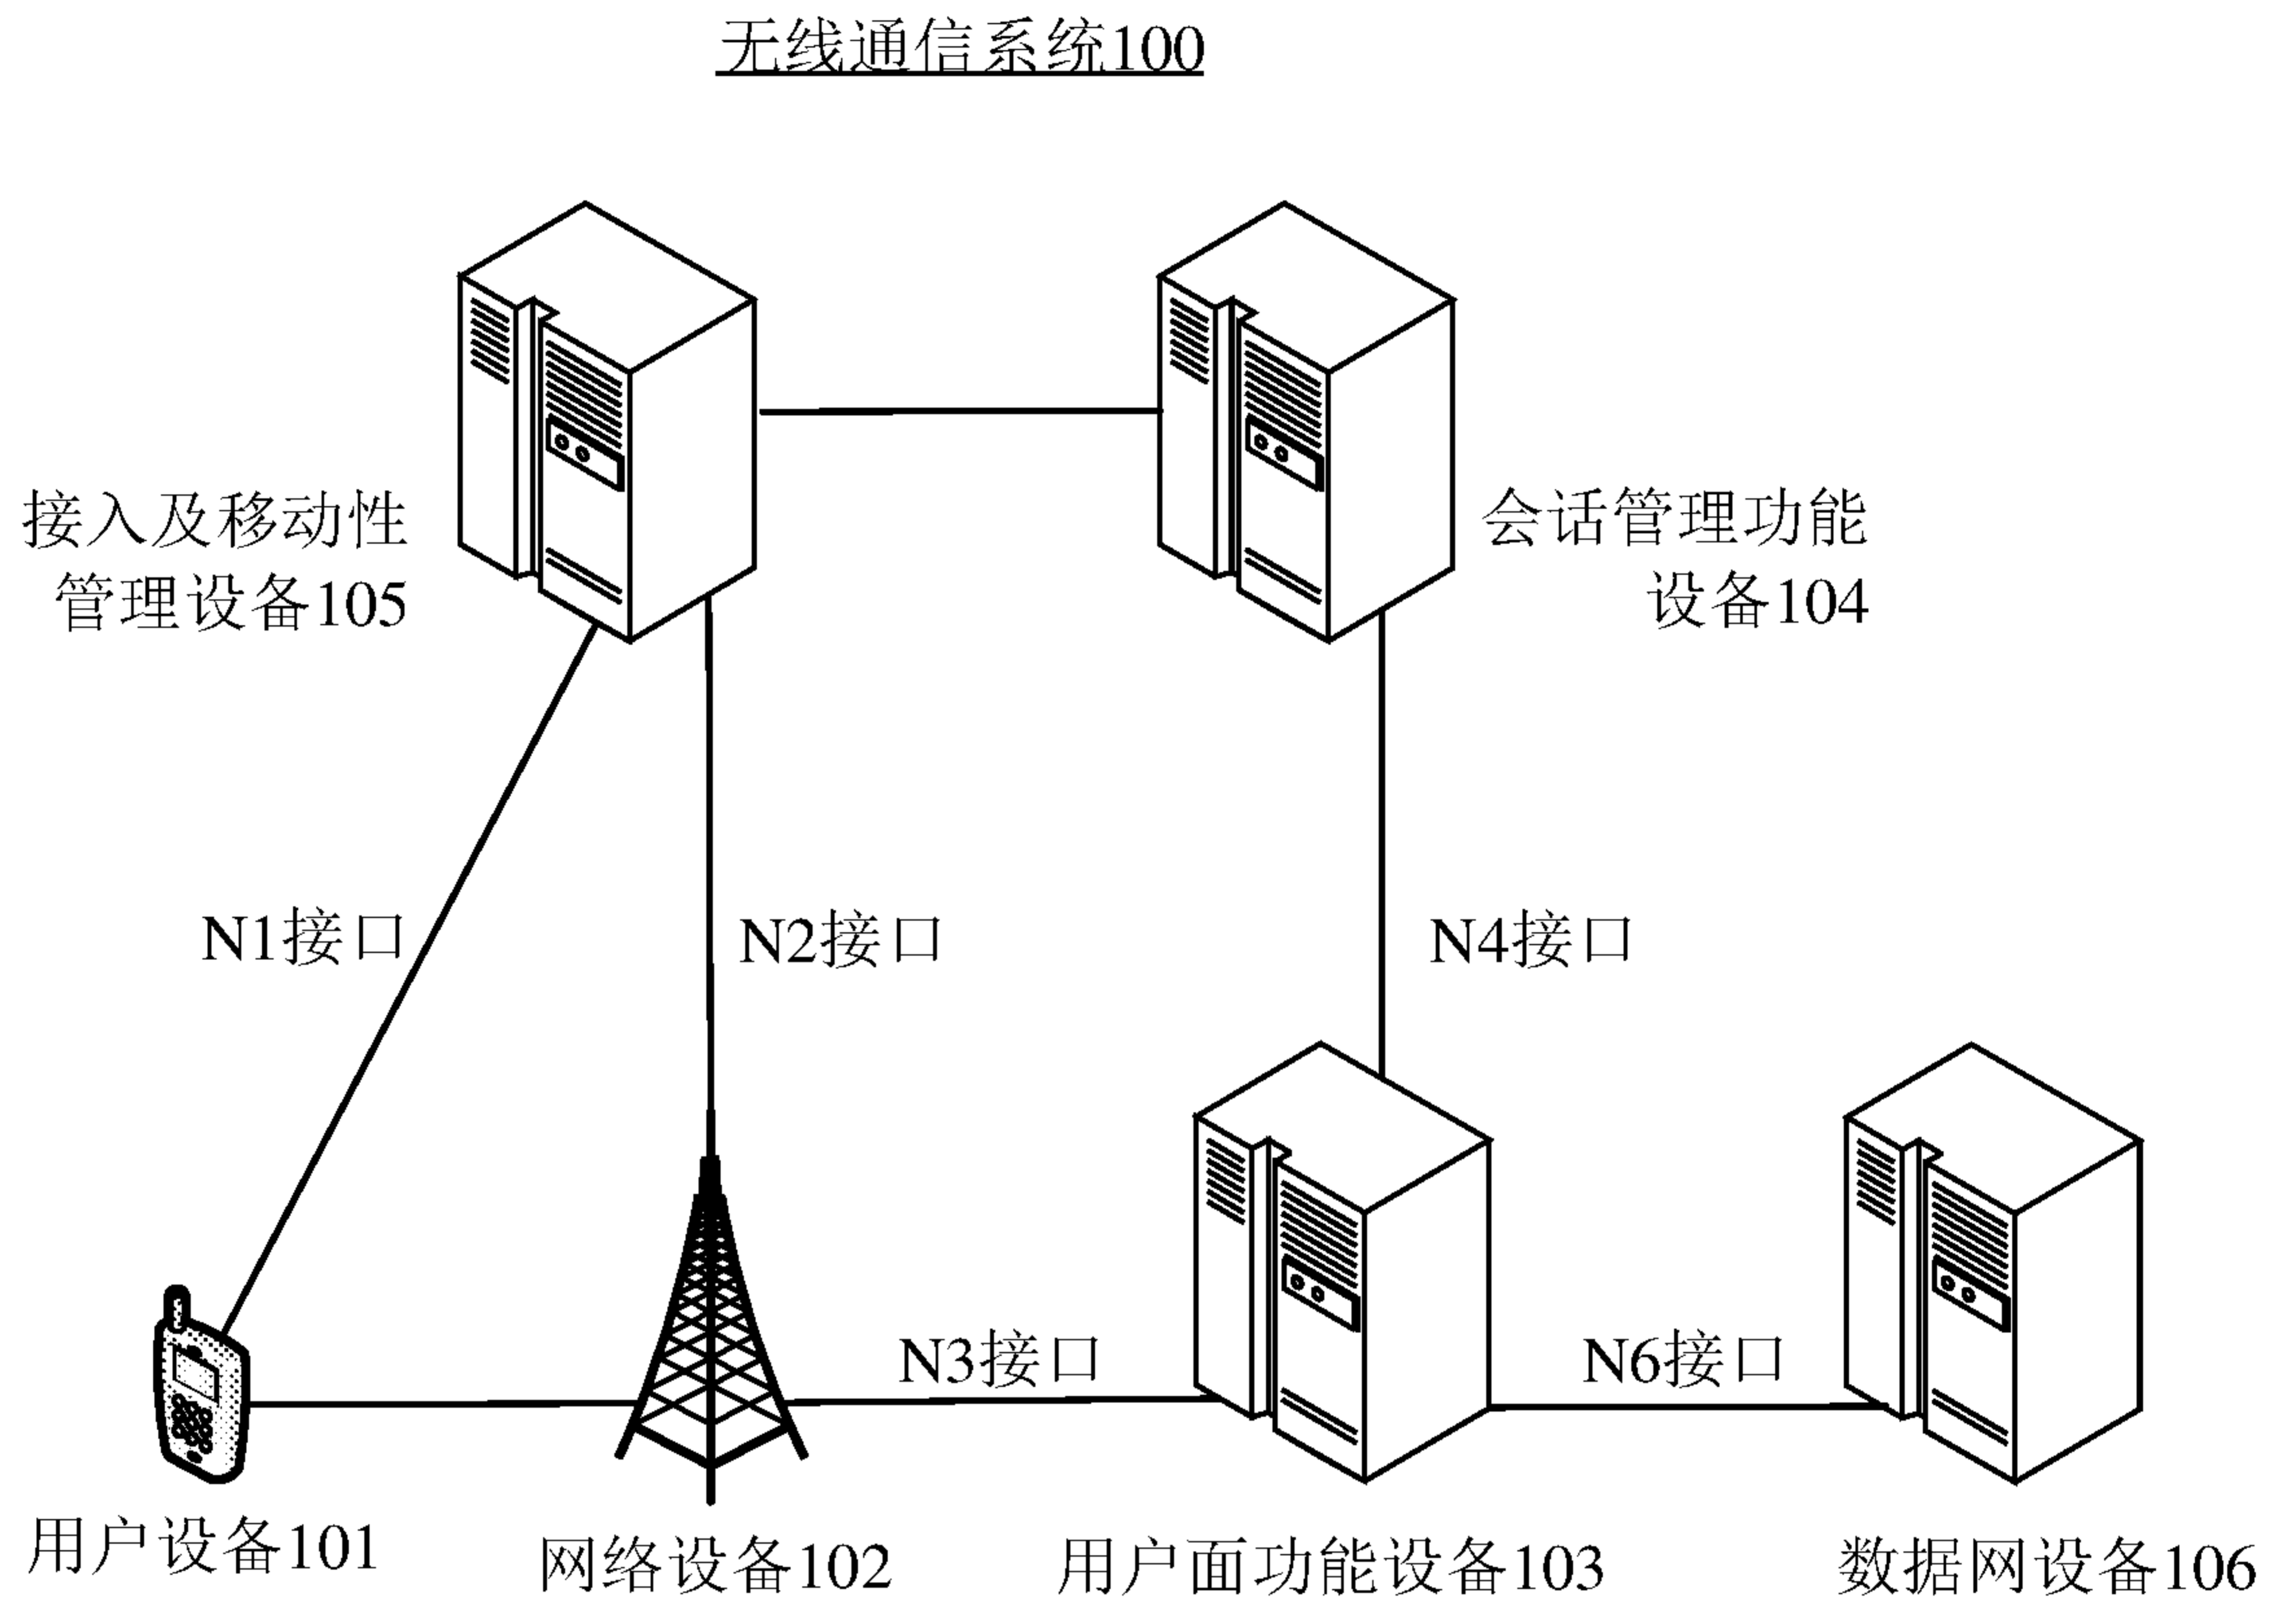 无线通信系统100
接入及移动性
管理设备105
会话管理功能
设备104
N1接口
N2接口
N4接口
N3接口
N6接口
用户设备101
网络设备102
用户面功能设备103
数据网设备106